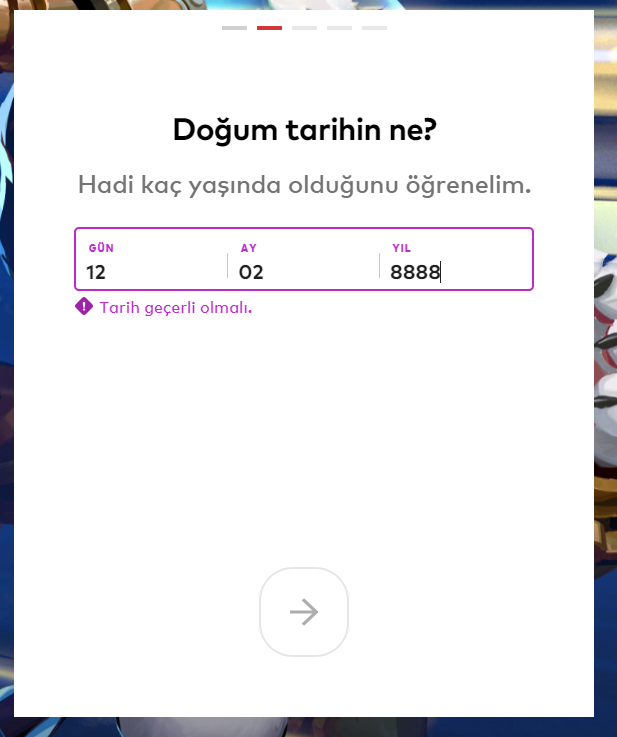 Doğum tarihin ne?
Hadi kaç yaşında olduğunu öğrenelim.
GÜN AY YIL
12 02 8888
Tarih geçerli olmalı.